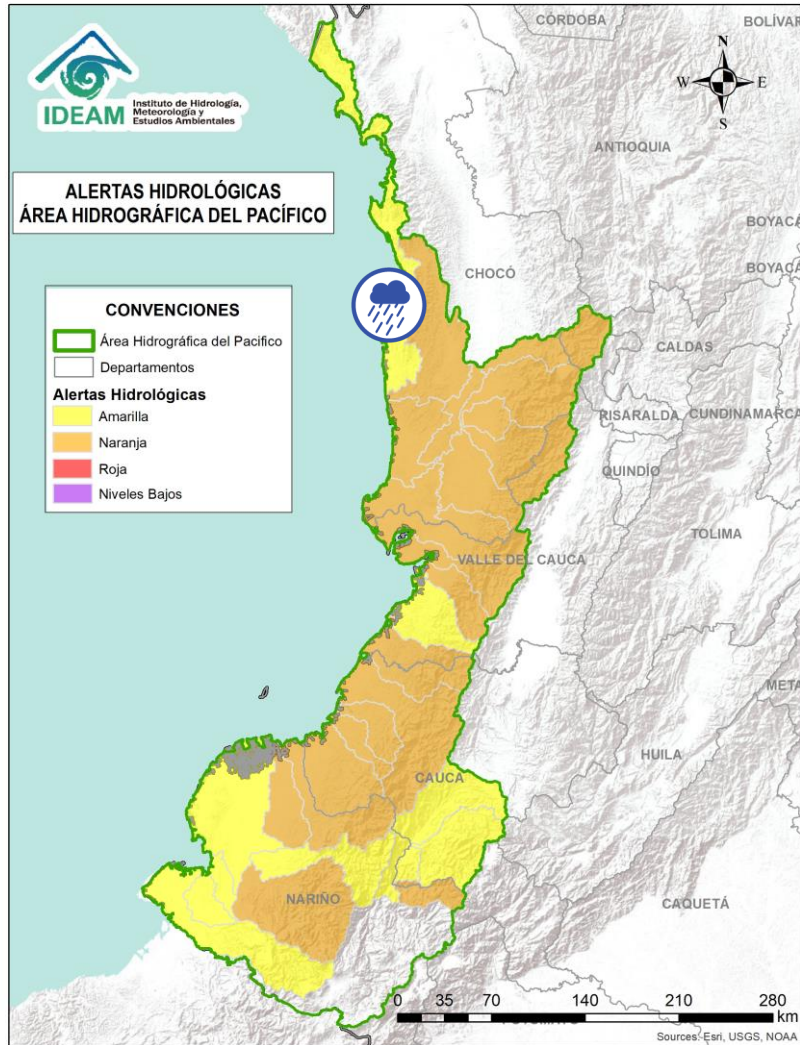 IDEAM
Instituto de Hidrología,
Meteorología y
Estudios Ambientales
ALERTAS HIDROLÓGICAS
ÁREA HIDROGRÁFICA DEL PACÍFICO
CONVENCIONES
Área Hidrográfica del Pacifico
Departamentos
Alertas Hidrológicas
Amarilla
Naranja
Roja
Niveles Bajos
N
W E
S
CÓRDOBA
BOLÍVAR
ANTIOQUIA
BOYACÁ
CHOCÓ
BOYACÁ
CALDAS
RISARALDA
CUNDINAMARCA
QUINDÍO
TOLIMA
VALLE DEL CAUCA
META
HUILA
CAUCA
NARIÑO
CAQUETÁ
0 35 70 140 210 280
km
Sources: Esri, USGS, NOAA